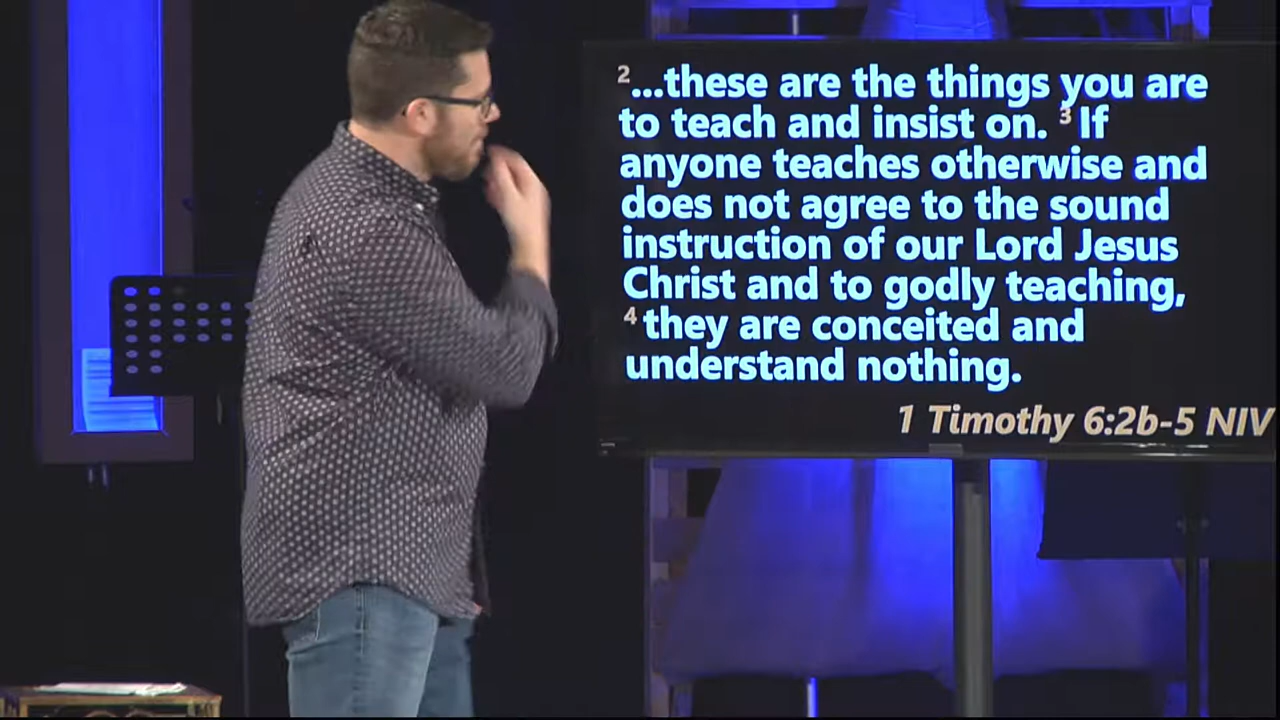 2...these are the things you are
to teach and insist on. 3 If
anyone teaches otherwise and
does not agree to the sound
instruction of our Lord Jesus
Christ and to godly teaching,
4 they are conceited and
understand nothing.
1 Timothy 6:2b-5 NIV